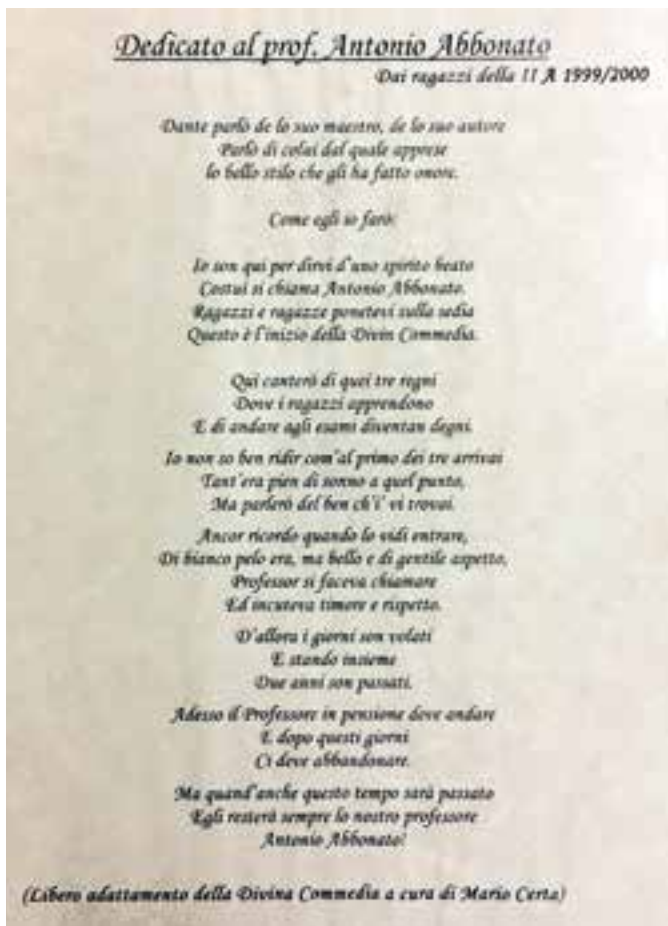 Dedicato al prof. Antonio Abbonato
Dai ragazzi della II A 1999/2000
Dante parlò de lo suo maestro, de lo suo autore
Parlò di colui dal quale apprese
lo bello stilo che gli ha fatto onore.
Come egli io farò:
Io son qui per dirvi d'uno spirito beato
Costui si chiama Antonio Abbonato.
Ragazzi e ragazze ponetevi sulla sedia
Questo è l'inizio della Divin Commedia.
Qui canterò di quei tre regni
Dove i ragazzi apprendono
E di andare agli esami diventan degni.
Io non so ben ridir com'al primo dei tre arrivai
Tant'era pien di sonno a quel punto,
Ma parlerò del ben ch'i' vi trovai.
Ancor ricordo quando lo vidi entrare,
Di bianco pelo era, ma bello e di gentile aspetto,
Professor si faceva chiamare
Ed incuteva timore e rispetto.
D'allora i giorni son volati
E stando insieme
Due anni son passati.
Adesso il Professore in pensione dove andare
E dopo questi giorni
Ci deve abbandonare.
Ma quand'anche questo tempo sarà passato
Egli resterà sempre lo nostro professore
Antonio Abbonato!
(Libero adattamento della Divina Commedia a cura di Mario Certa)